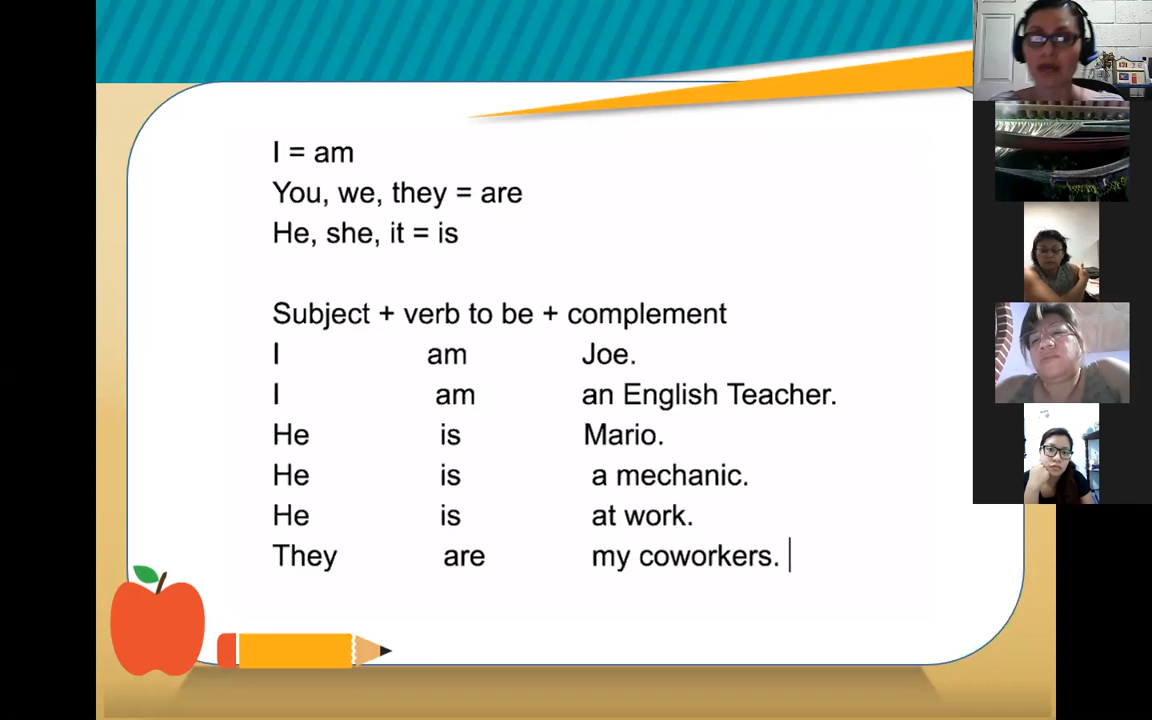 I = am
You, we, they = are
He, she, it = is
Subject + verb to be + complement
I am Joe.
I am an English Teacher.
He is Mario.
He is a mechanic.
He is at work.
They are my coworkers.